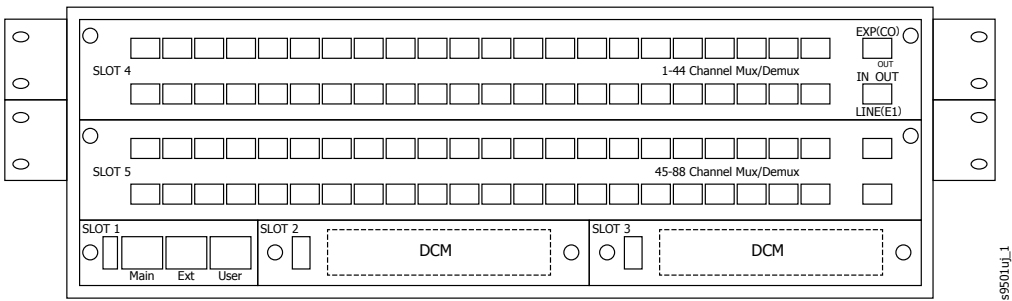 EXP(CO)
OUT
SLOT 4
1-44 Channel Mux/Demux
IN OUT
LINE(E1)
SLOT 5
45-88 Channel Mux/Demux
SLOT 1
SLOT 2
SLOT 3
DCM
DCM
Main
Ext
User
s9501uj_1